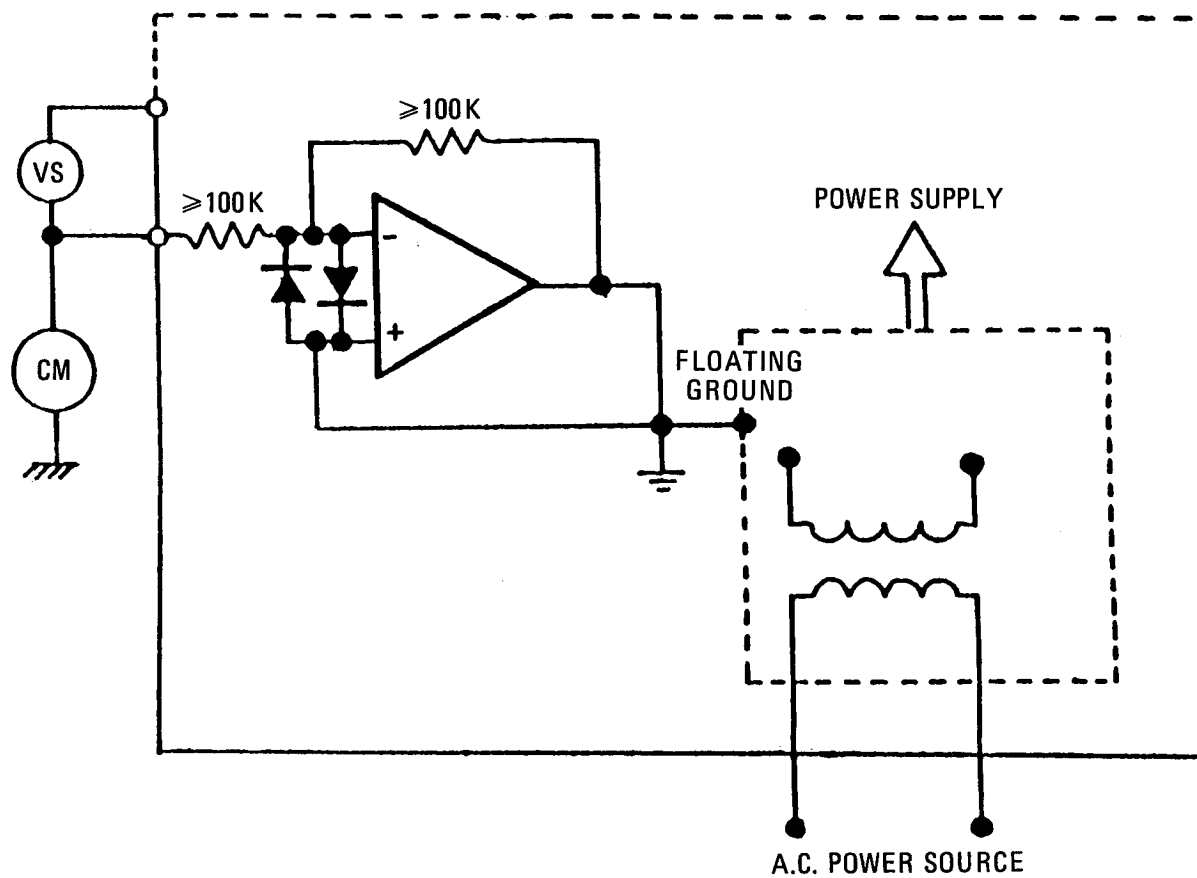 ≥100K
VS
≥100K
POWER SUPPLY
-
+
CM
FLOATING
GROUND
A.C. POWER SOURCE